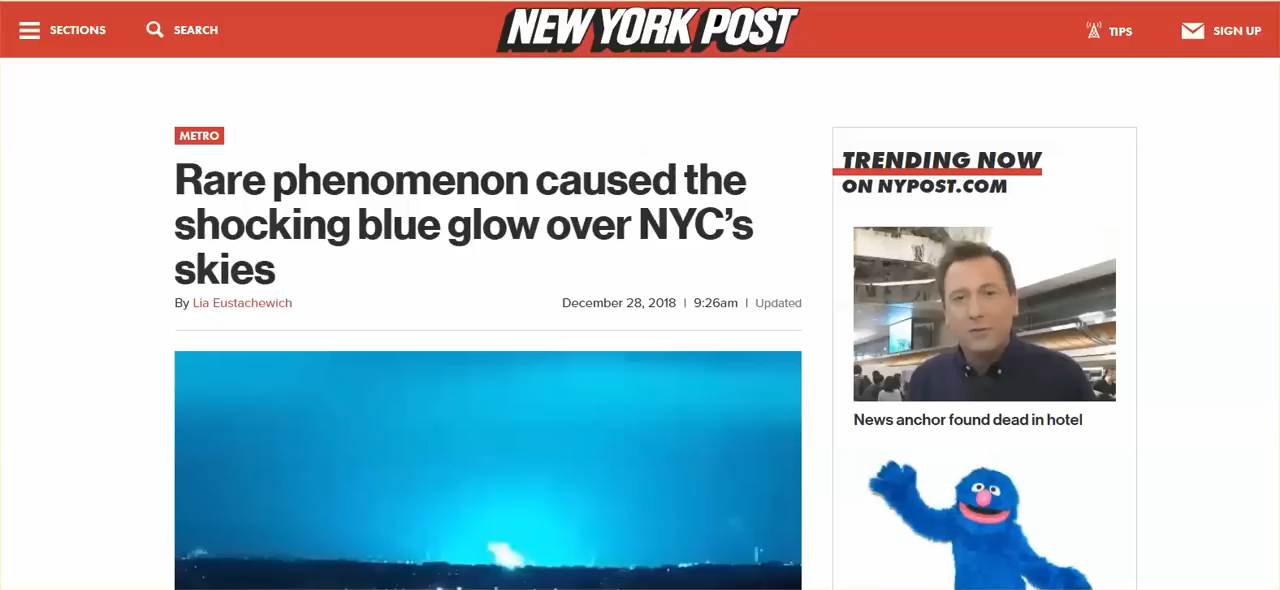 SECTIONS
SEARCH
NEW YORK POST
TIPS
SIGN UP
METRO
Rare phenomenon caused the
shocking blue glow over NYC's
skies
By Lia Eustachewich
December 28, 2018 | 9:26am | Updated
TRENDING NOW
ON NYPOST.COM
News anchor found dead in hotel